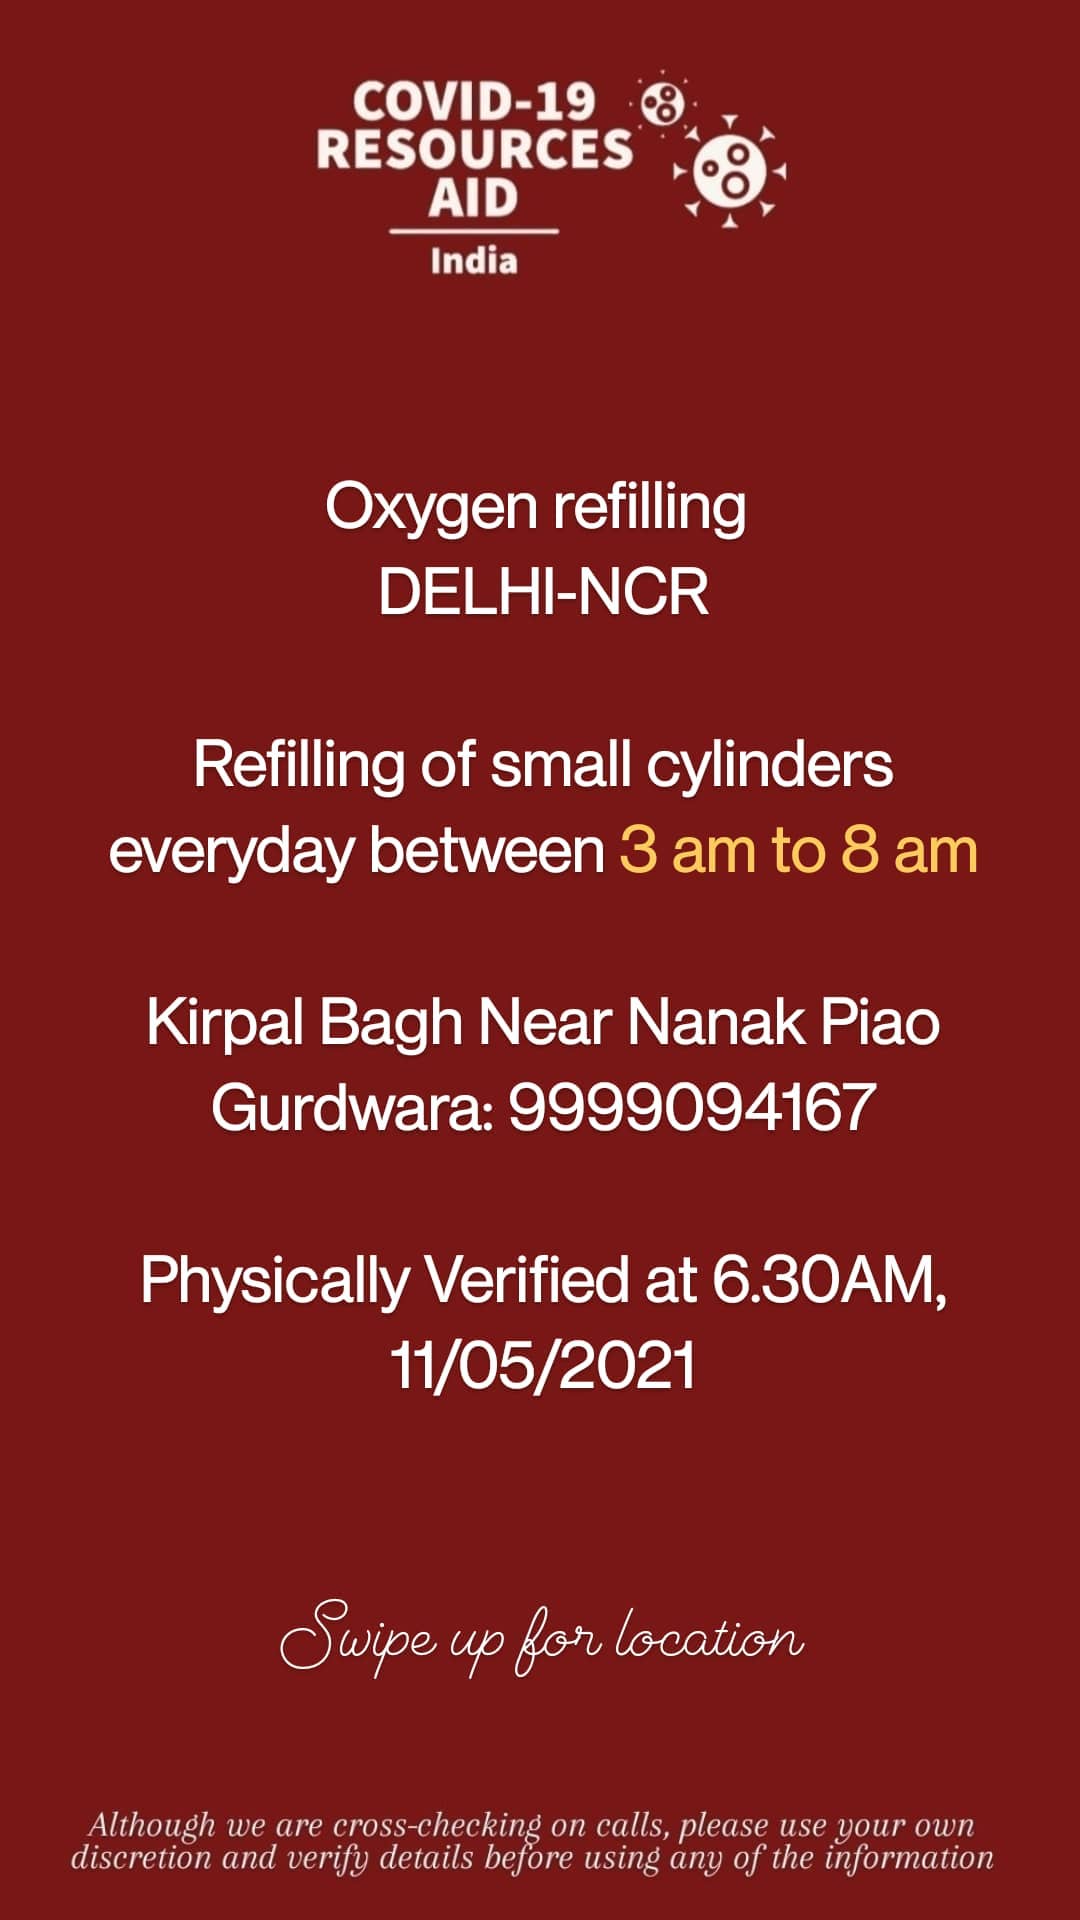 COVID-19
RESOURCES
AID
India
Oxygen refilling
DELHI-NCR
Refilling of small cylinders
everyday between 3 am to 8 am
Kirpal Bagh Near Nanak Piao
Gurdwara: 9999094167
Physically Verified at 6.30AM,
11/05/2021
Swipe up for location
Although we are cross-checking on calls, please use your own
discretion and verify details before using any of the information